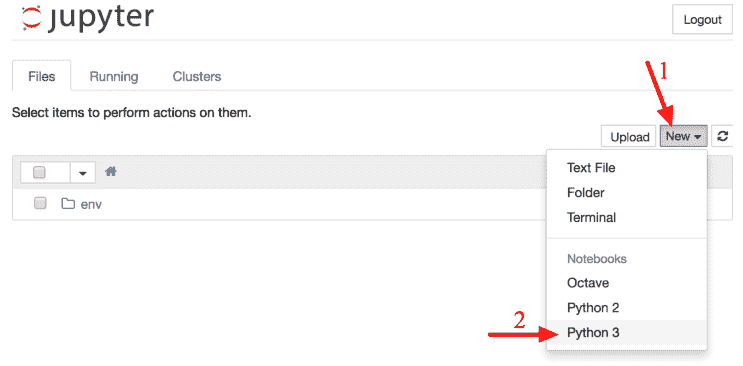 jupyter
Logout
Files Running Clusters
1
Select items to perform actions on them.
Upload New
Text File
Folder
env
Terminal
Notebooks
Octave
2
Python 2
Python 3